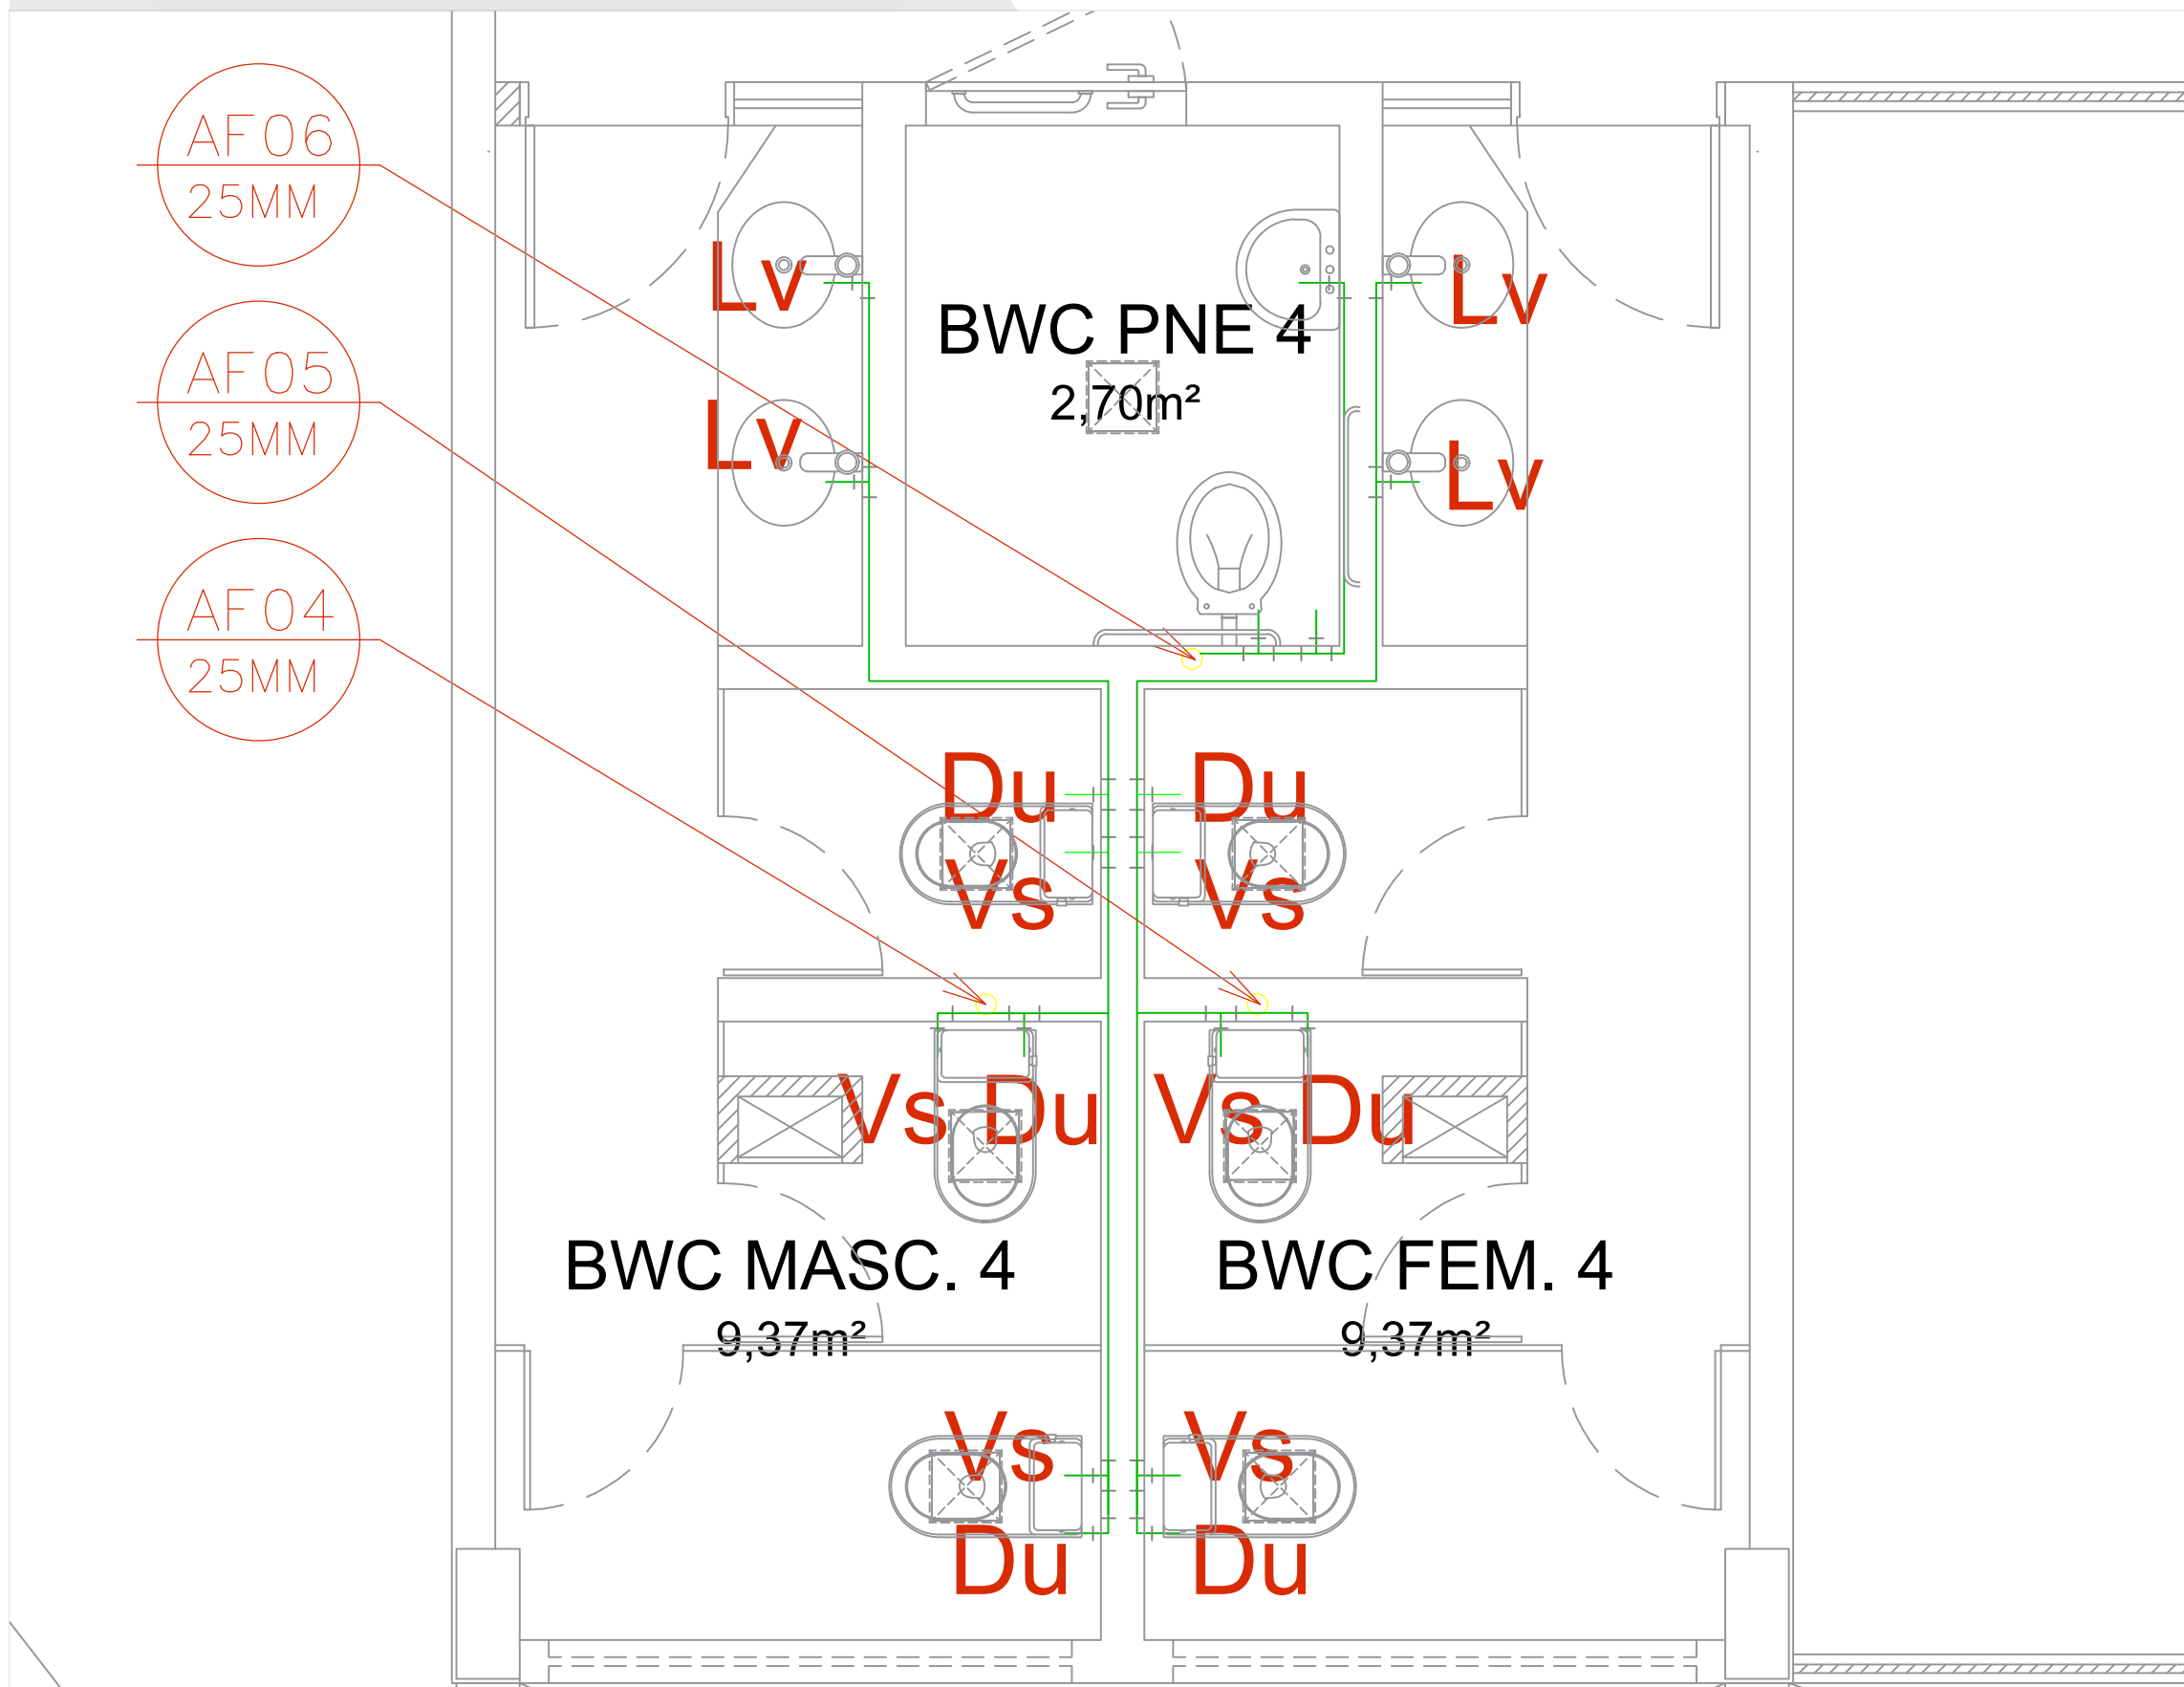 AF06
25MM
AF05
25MM
AF04
25MM
Lv
Lv
BWC PNE 4
2,70m²
Lv
Lv
Du
Du
Vs
Vs
Vs Du
Vs Du
BWC MASC. 4
9,37m²
BWC FEM. 4
9,37m²
Vs
Vs
Du
Du